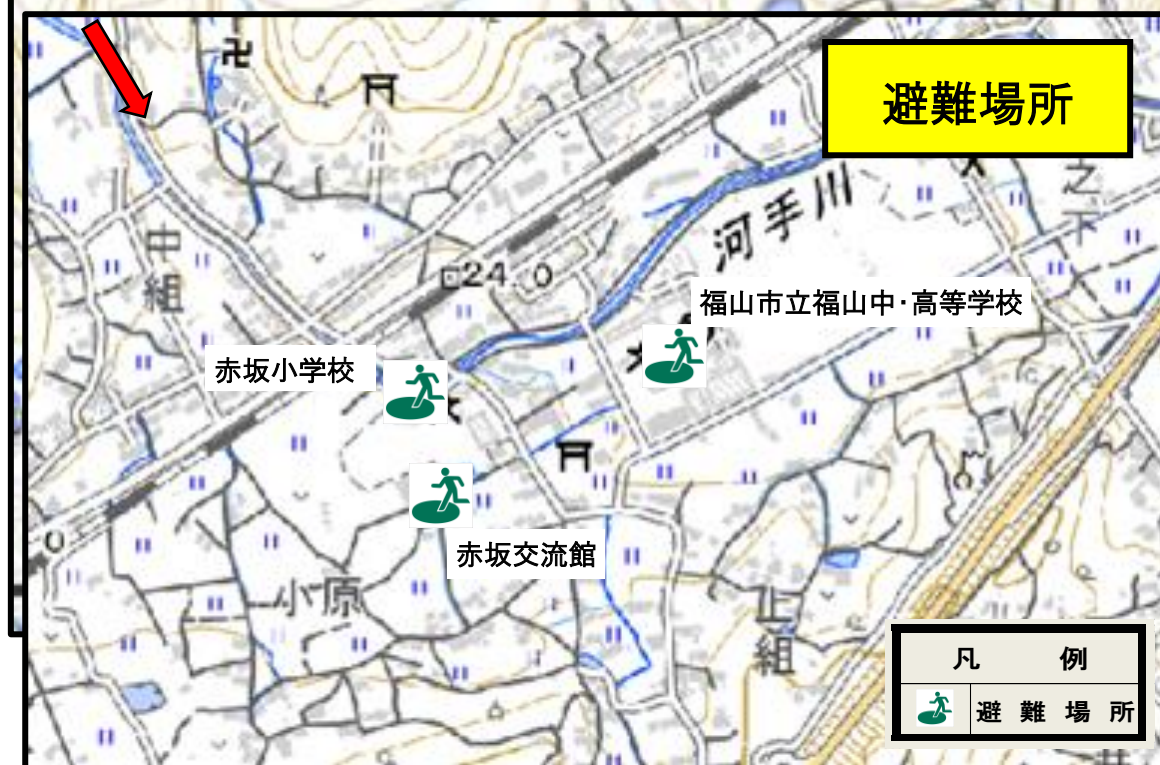 避難場所
之下
河手川
中組
24.0
福山市立福山中・高等学校
赤坂小学校
赤坂交流館
小原
凡 例
避 難 場 所